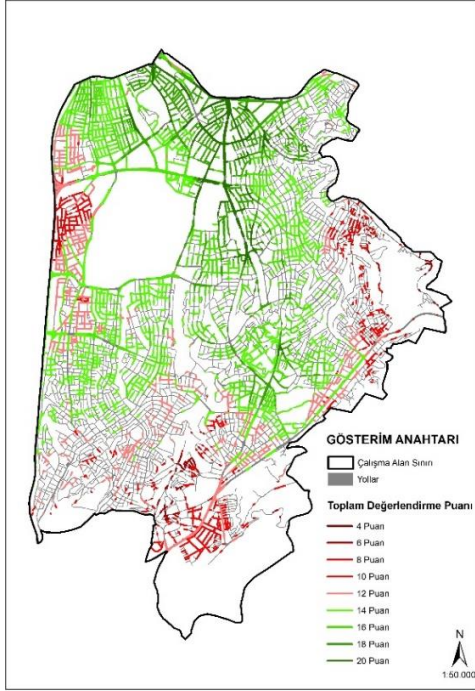 GÖSTERİM ANAHTARI
Çalışma Alan Sınırı
Yollar
Toplam Değerlendirme Puanı
4 Puan
6 Puan
8 Puan
10 Puan
12 Puan
14 Puan
16 Puan
18 Puan
20 Puan
N
1:50.000